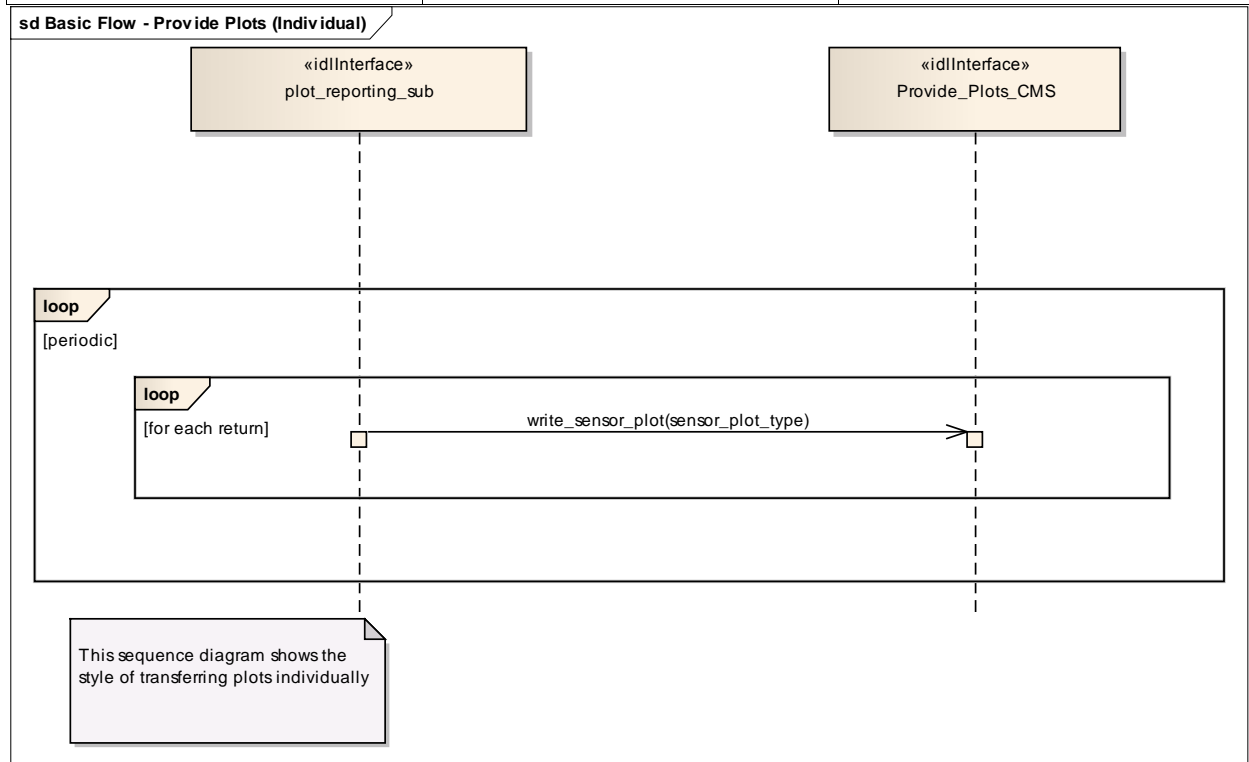 sd Basic Flow - Provide Plots (Individual)
«idlInterface»
plot_reporting_sub
«idlInterface»
Provide_Plots_CMS
loop
[periodic]
loop
[for each return]
write_sensor_plot(sensor_plot_type)
This sequence diagram shows the
style of transferring plots individually